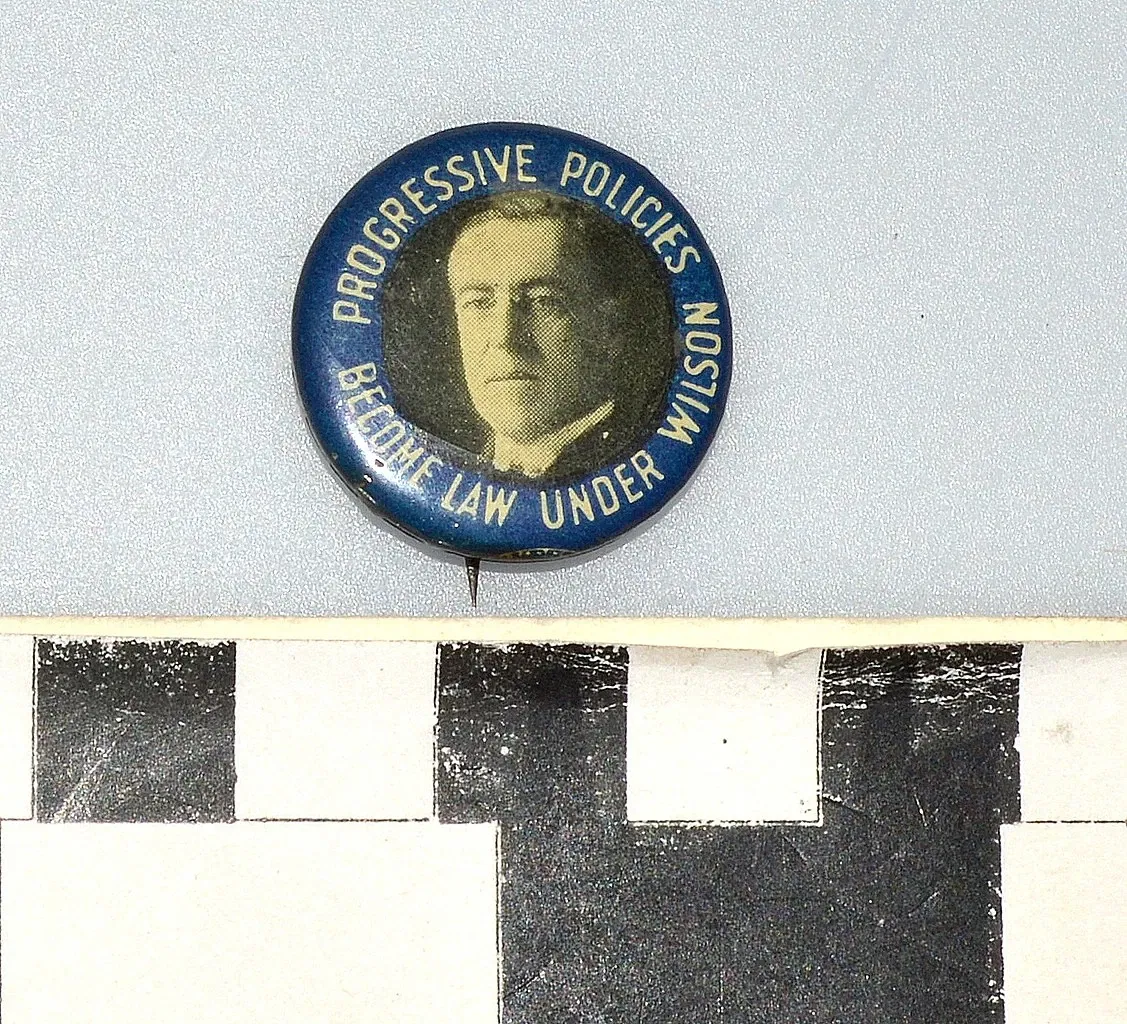 PROGRESSIVE POLICIES
BECOME LAW UNDER WILSON